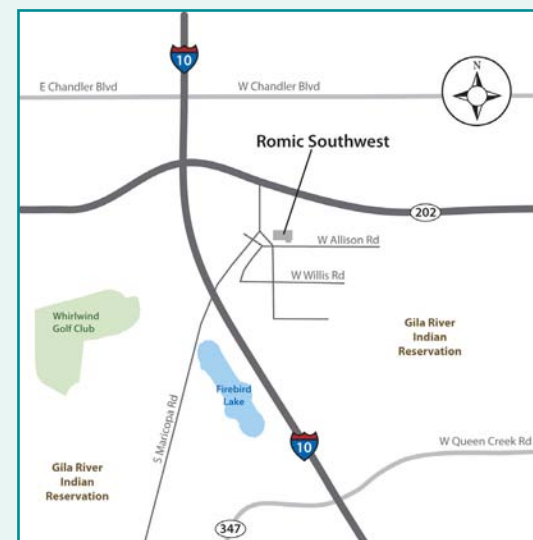 10
E Chandler Blvd
W Chandler Blvd
N
Romic Southwest
202
W Allison Rd
W Willis Rd
Whirlwind
Golf Club
Gila River
Indian
Reservation
Firebird
Lake
S Maricopa Rd
10
W Queen Creek Rd
Gila River
Indian
Reservation
347